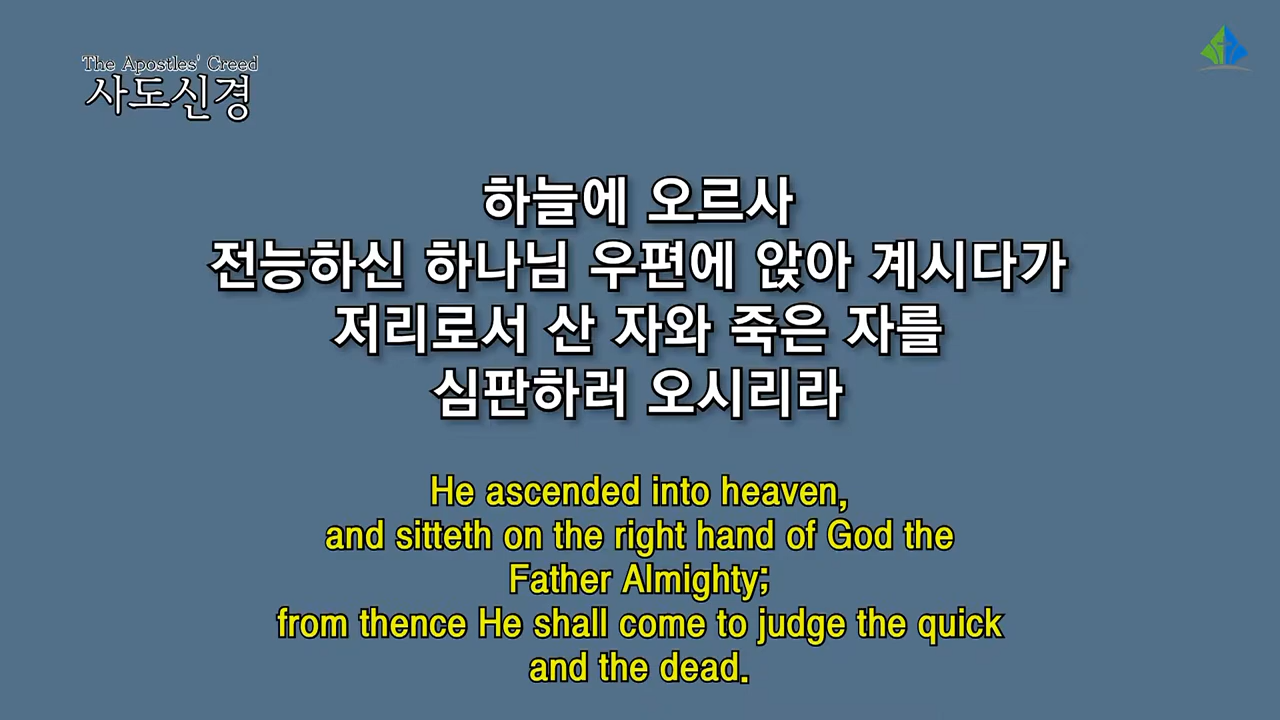 The Apostles' Creed
사도신경
하늘에 오르사
전능하신 하나님 우편에 앉아 계시다가
저리로서 산 자와 죽은 자를
심판하러 오시리라
He ascended into heaven,
and sitteth on the right hand of God the
Father Almighty;
from thence He shall come to judge the quick
and the dead.